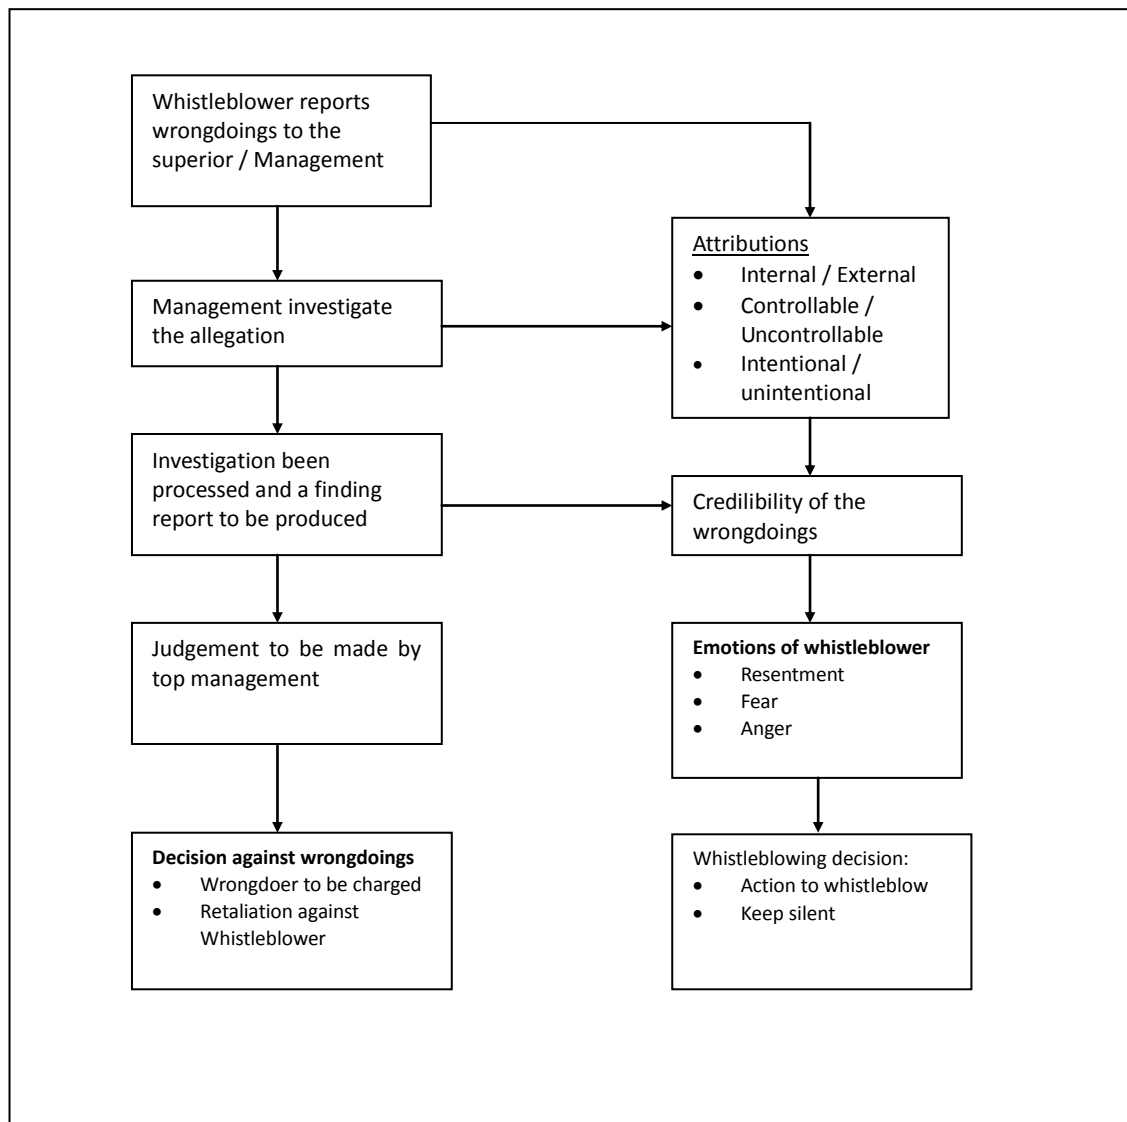 Whistleblower reports
wrongdoings to the
superior / Management
Attributions
• Internal / External
• Controllable /
Uncontrollable
• Intentional /
unintentional
Management investigate
the allegation
Investigation been
processed and a finding
report to be produced
Credilibility of the
wrongdoings
Judgement to be made by
top management
Emotions of whistleblower
• Resentment
• Fear
• Anger
Decision against wrongdoings
• Wrongdoer to be charged
• Retaliation against
Whistleblower
Whistleblowing decision:
• Action to whistleblow
• Keep silent